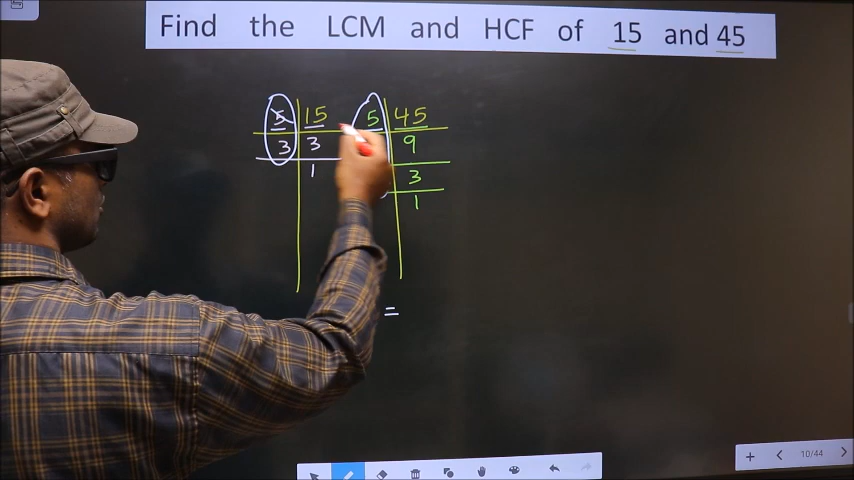 Find the LCM and HCF of 15 and 45
5 15 5 45
3 3 9
1 3
1
=
10/44